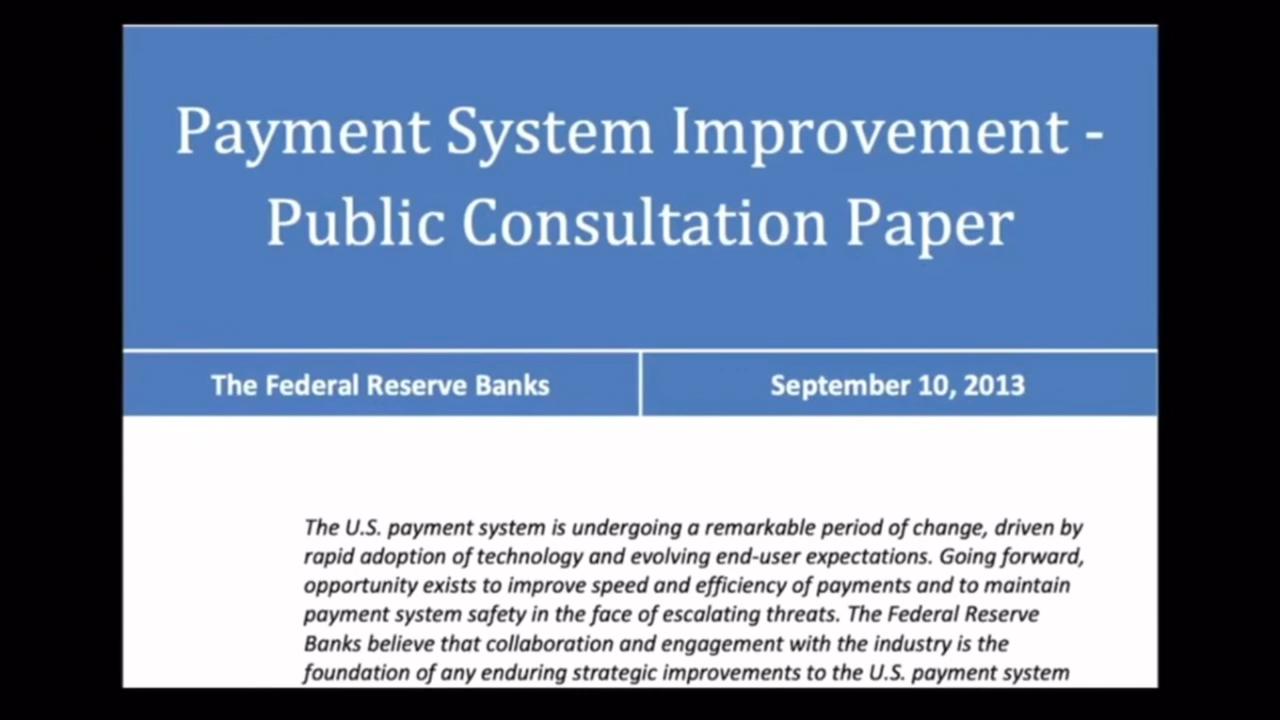 Payment System Improvement -
Public Consultation Paper
The Federal Reserve Banks
September 10, 2013
The U.S. payment system is undergoing a remarkable period of change, driven by
rapid adoption of technology and evolving end-user expectations. Going forward,
opportunity exists to improve speed and efficiency of payments and to maintain
payment system safety in the face of escalating threats. The Federal Reserve
Banks believe that collaboration and engagement with the industry is the
foundation of any enduring strategic improvements to the U.S. payment system